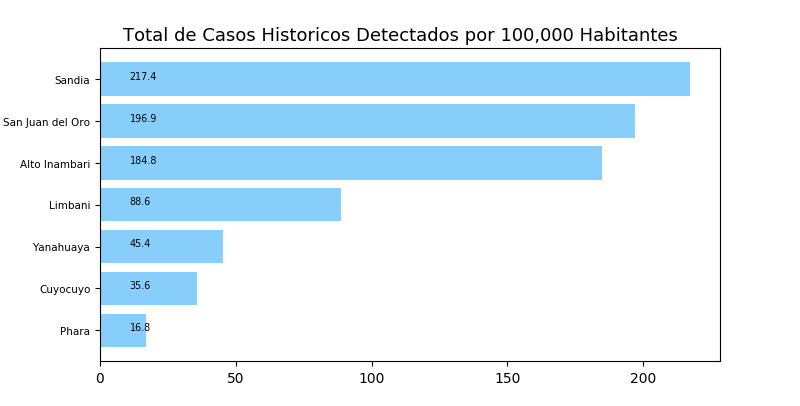 Total de Casos Historicos Detectados por 100,000 Habitantes
Sandia 217.4
San Juan del Oro 196.9
Alto Inambari 184.8
Limbani 88.6
Yanahuaya 45.4
Cuyocuyo 35.6
Phara 16.8
0 50 100 150 200